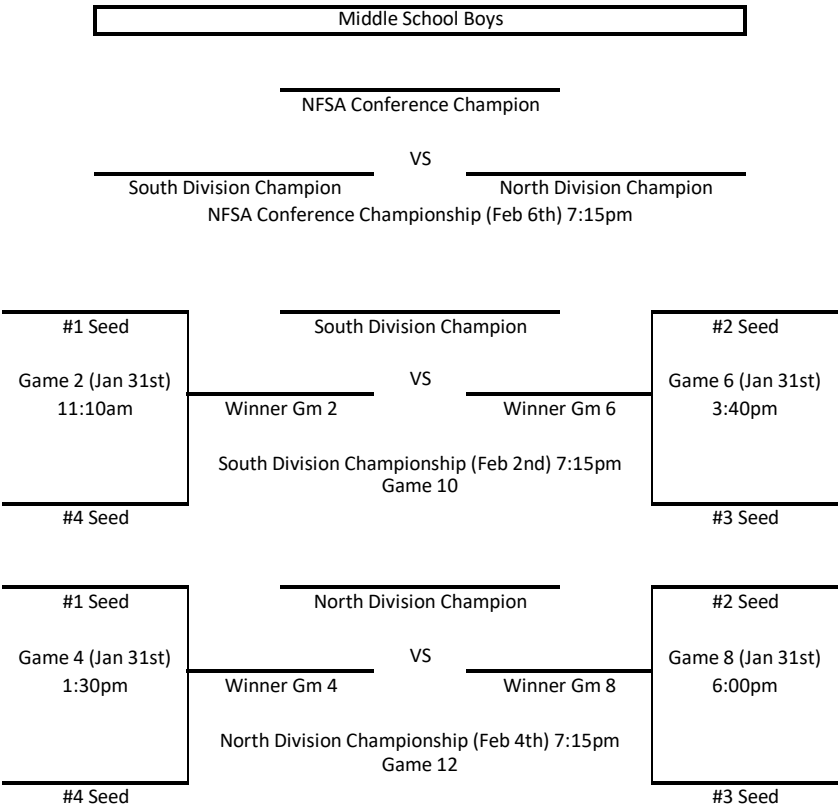 Middle School Boys
NFSA Conference Champion
VS
South Division Champion
North Division Champion
NFSA Conference Championship (Feb 6th) 7:15pm
#1 Seed
South Division Champion
#2 Seed
Game 2 (Jan 31st)
VS
Game 6 (Jan 31st)
11:10am
Winner Gm 2
Winner Gm 6
3:40pm
South Division Championship (Feb 2nd) 7:15pm
Game 10
#4 Seed
#3 Seed
#1 Seed
North Division Champion
#2 Seed
Game 4 (Jan 31st)
VS
Game 8 (Jan 31st)
1:30pm
Winner Gm 4
Winner Gm 8
6:00pm
North Division Championship (Feb 4th) 7:15pm
Game 12
#4 Seed
#3 Seed